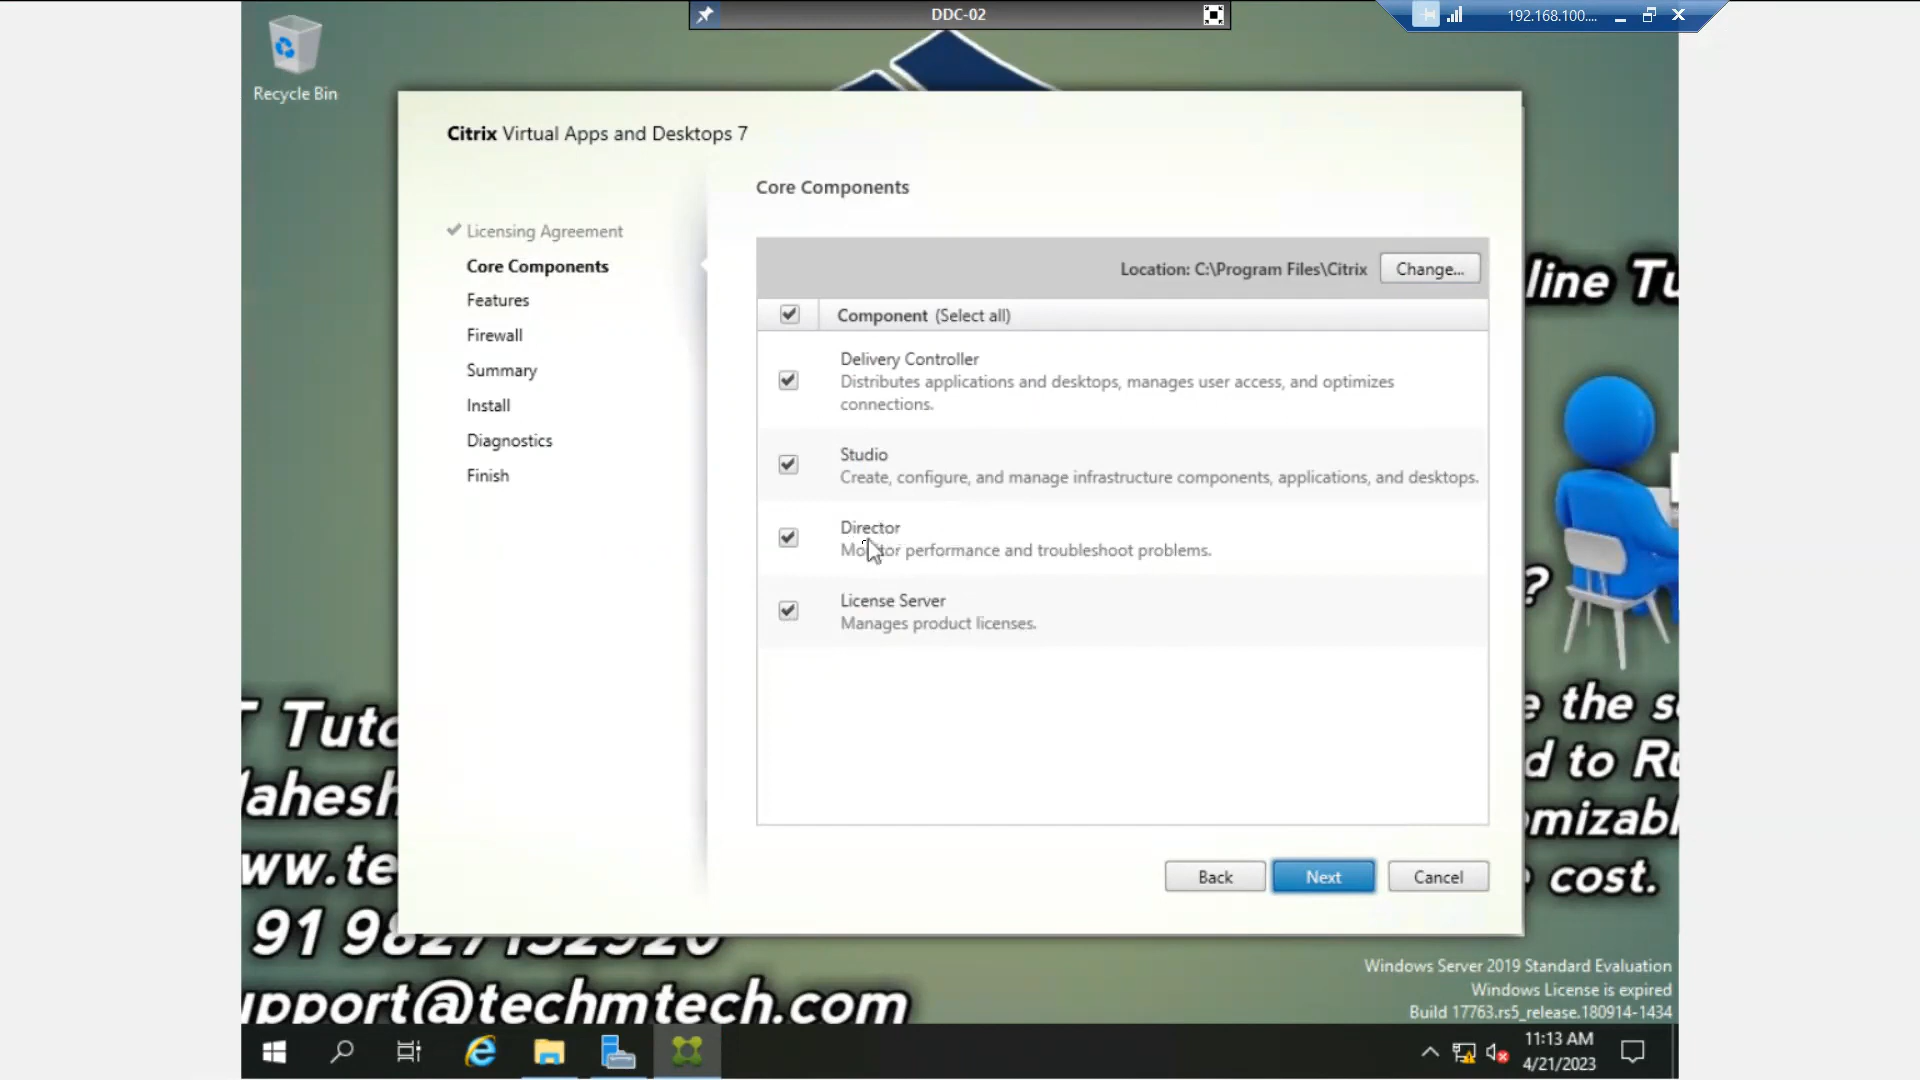 DDC-02
192.168.100....
Recycle Bin
Citrix Virtual Apps and Desktops 7
Licensing Agreement
Core Components
Features
Firewall
Summary
Install
Diagnostics
Finish
Core Components
Location: C:\Program Files\Citrix
Change...
Component (Select all)
Delivery Controller
Distributes applications and desktops, manages user access, and optimizes
connections.
Studio
Create, configure, and manage infrastructure components, applications, and desktops.
Director
Monitor performance and troubleshoot problems.
License Server
Manages product licenses.
Back
Next
Cancel
line Tu
T Tuto
?
e the s
d to Ru
omizabl
cost.
ahesh
ww.te
91 9827132920
upport@techmtech.com
Windows Server 2019 Standard Evaluation
Windows License is expired
Build 17763.rs5_release.180914-1434
11:13 AM
4/21/2023